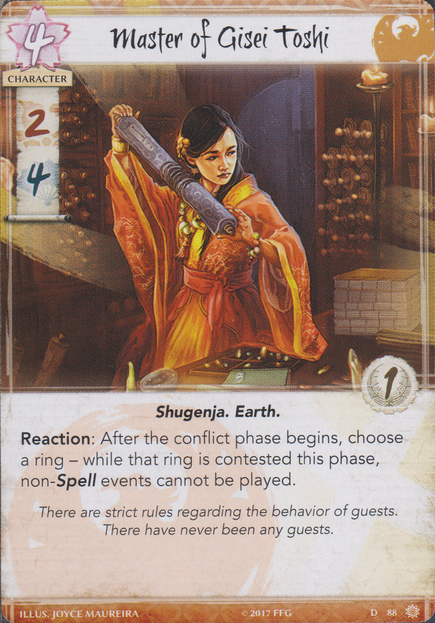 4
Master of Gisei Toshi
CHARACTER
2
4
1
Shugenja. Earth.
Reaction: After the conflict phase begins, choose
a ring – while that ring is contested this phase,
non-Spell events cannot be played.
There are strict rules regarding the behavior of guests.
There have never been any guests.
ILLUS. JOYCE MAUREIRA © 2017 FFG D 88